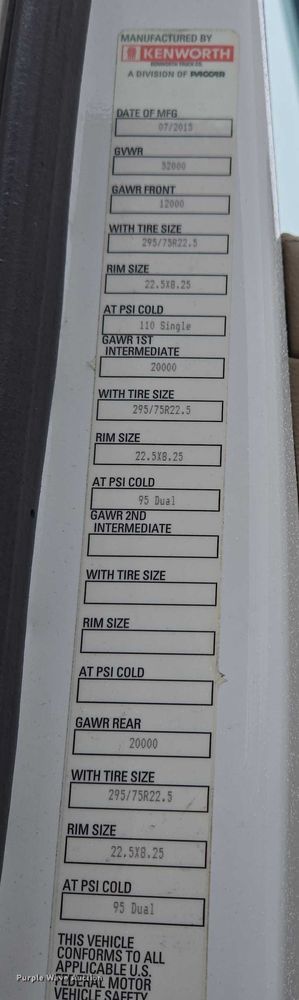 MANUFACTURED BY
KENWORTH
KENWORTH TRUCK CO.
A DIVISION OF PACCAR
DATE OF MFG
07/2015
GVWR
52000
GAWR FRONT
12000
WITH TIRE SIZE
295/75R22.5
RIM SIZE
22.5X8.25
AT PSI COLD
110 Single
GAWR 1ST
INTERMEDIATE
20000
WITH TIRE SIZE
295/75R22.5
RIM SIZE
22.5X8.25
AT PSI COLD
95 Dual
GAWR 2ND
INTERMEDIATE
WITH TIRE SIZE
RIM SIZE
AT PSI COLD
GAWR REAR
20000
WITH TIRE SIZE
295/75R22.5
RIM SIZE
22.5X8.25
AT PSI COLD
95 Dual
THIS VEHICLE
CONFORMS TO ALL
APPLICABLE U.S.
FEDERAL MOTOR
VEHICLE SAFETY
Purple Wave Auction